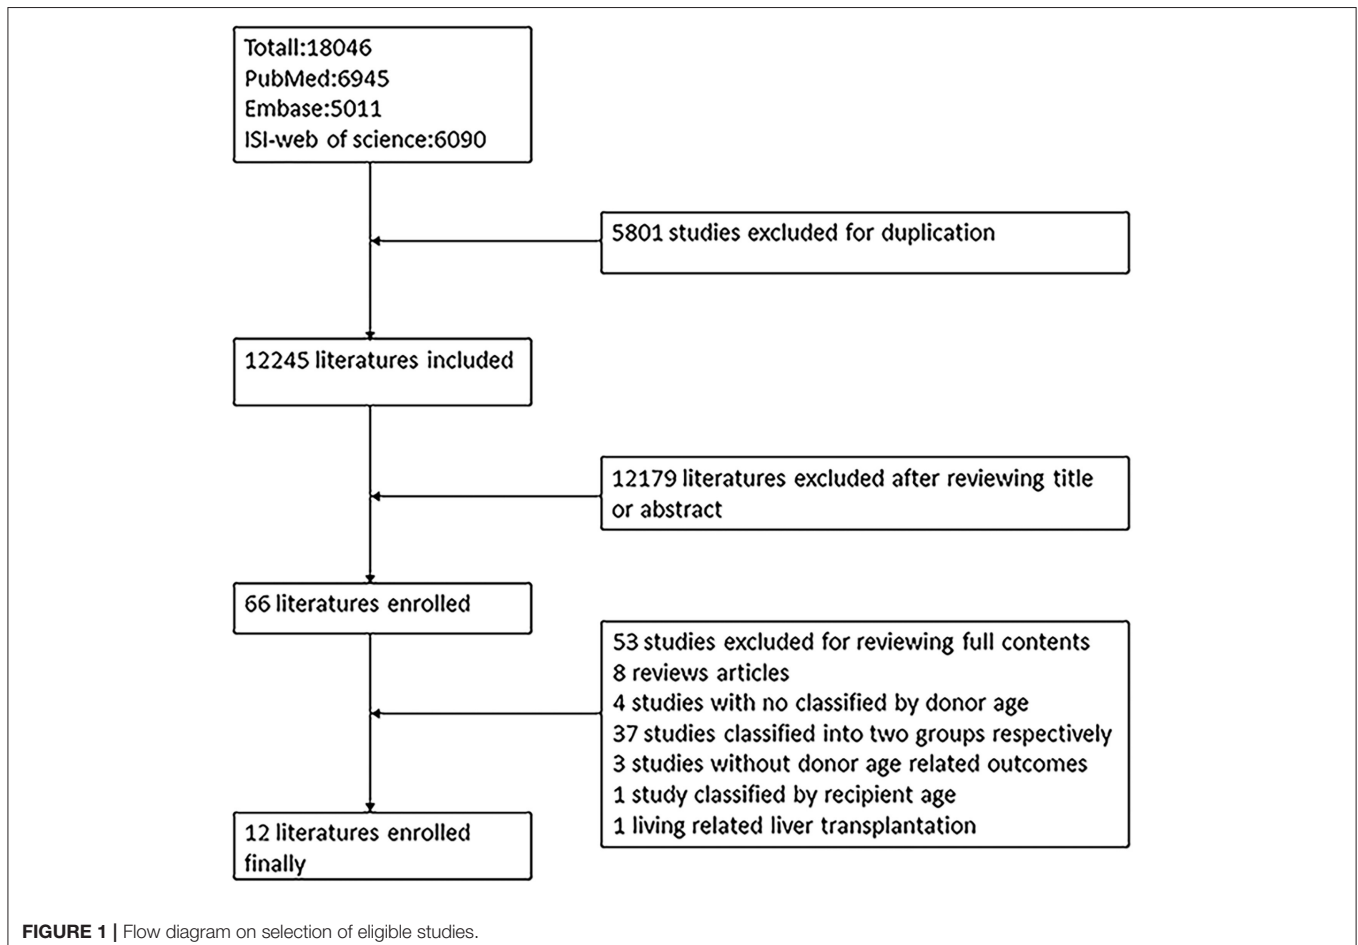 Totall:18046
PubMed:6945
Embase:5011
ISI-web of science:6090
5801 studies excluded for duplication
12245 literatures included
12179 literatures excluded after reviewing title
or abstract
66 literatures enrolled
53 studies excluded for reviewing full contents
8 reviews articles
4 studies with no classified by donor age
37 studies classified into two groups respectively
3 studies without donor age related outcomes
1 study classified by recipient age
1 living related liver transplantation
12 literatures enrolled
finally
FIGURE 1 | Flow diagram on selection of eligible studies.